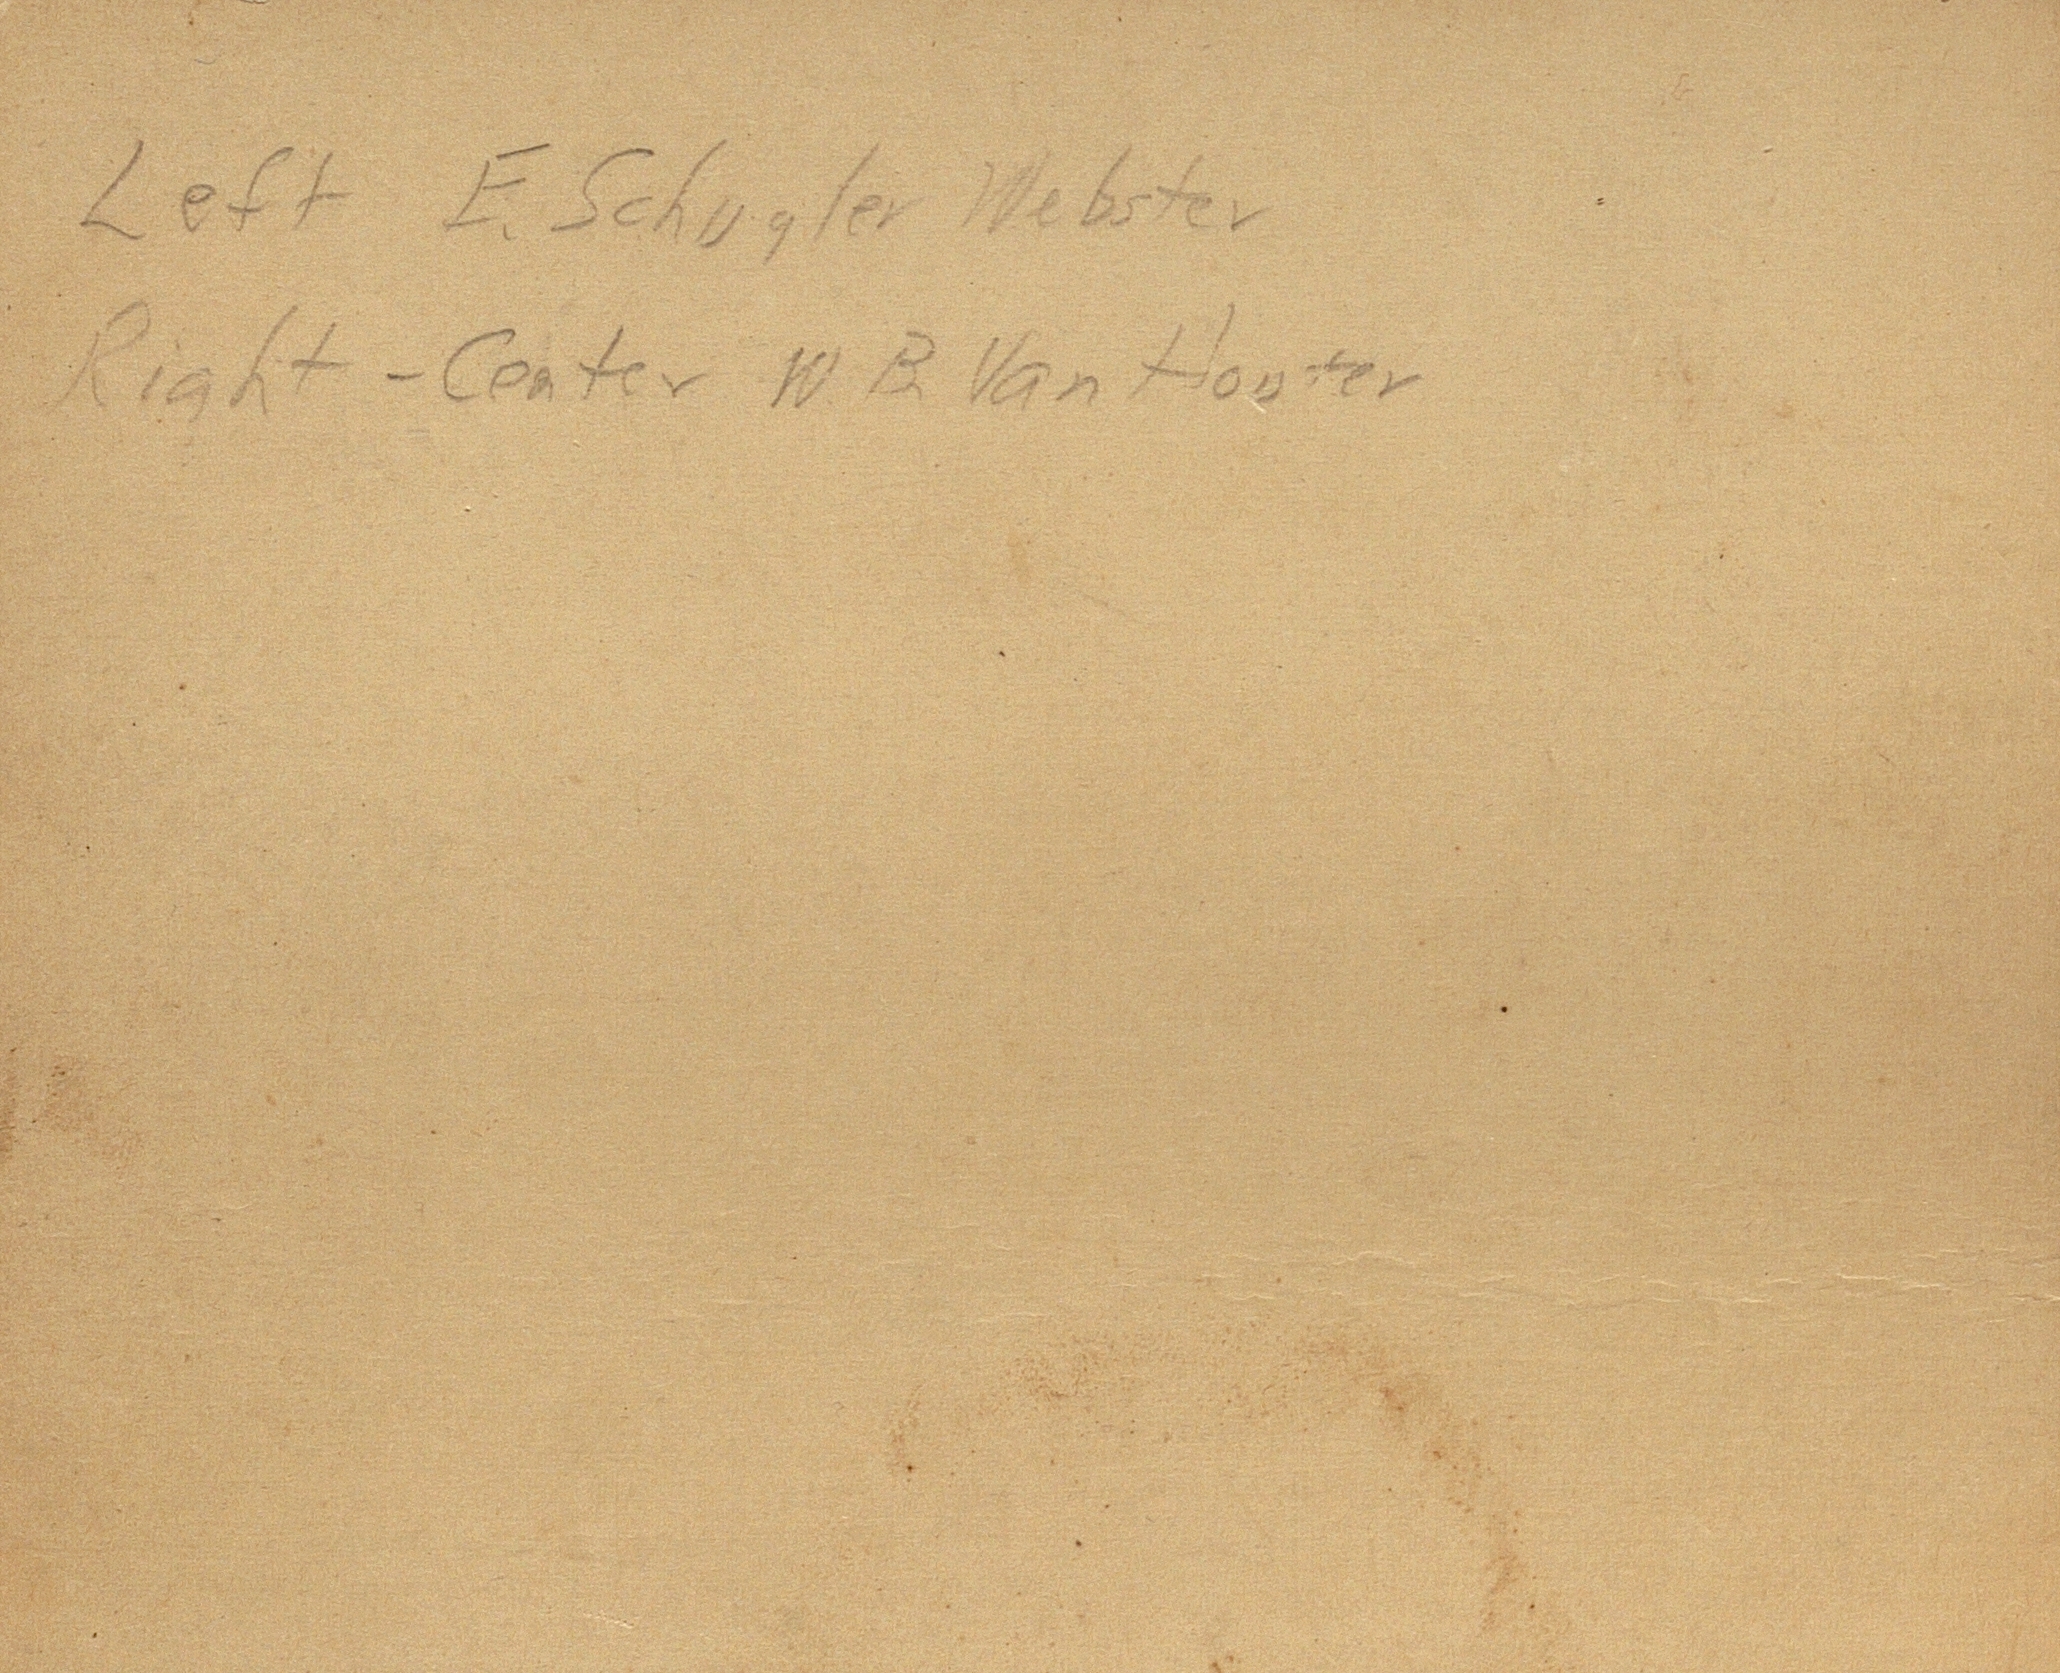 Left E. Schuyler Webster
Right - Center W. B. Van Houter